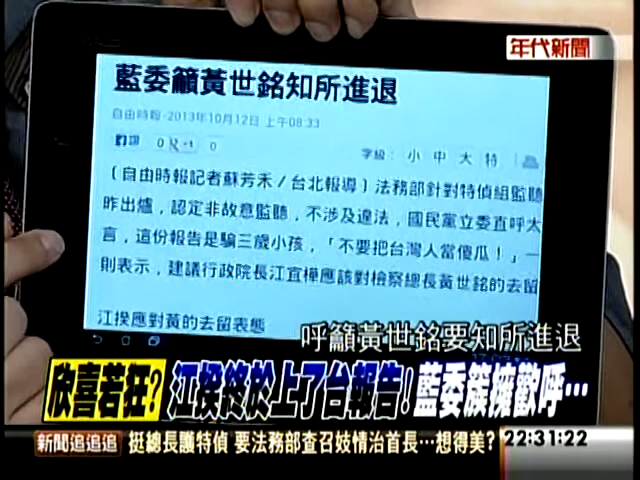 年代新聞
藍委籲黃世銘知所進退
自由時報-2013年10月12日 上午08:33
0 +1 0
字級： 小 中 大 特
〔自由時報記者蘇芳禾／台北報導〕法務部針對特偵組監聽
昨出爐，認定非故意監聽，不涉及違法，國民黨立委直呼太
言，這份報告是騙三歲小孩，「不要把台灣人當傻瓜！」一
則表示，建議行政院長江宜樺應該對檢察總長黃世銘的去留
江揆應對黃的去留表態
呼籲黃世銘要知所進退
欣喜若狂? 江揆終於上了台報告!藍委簇擁歡呼…
新聞追追追 挺總長護特偵 要法務部查召妓情治首長…想得美? 22:31:22